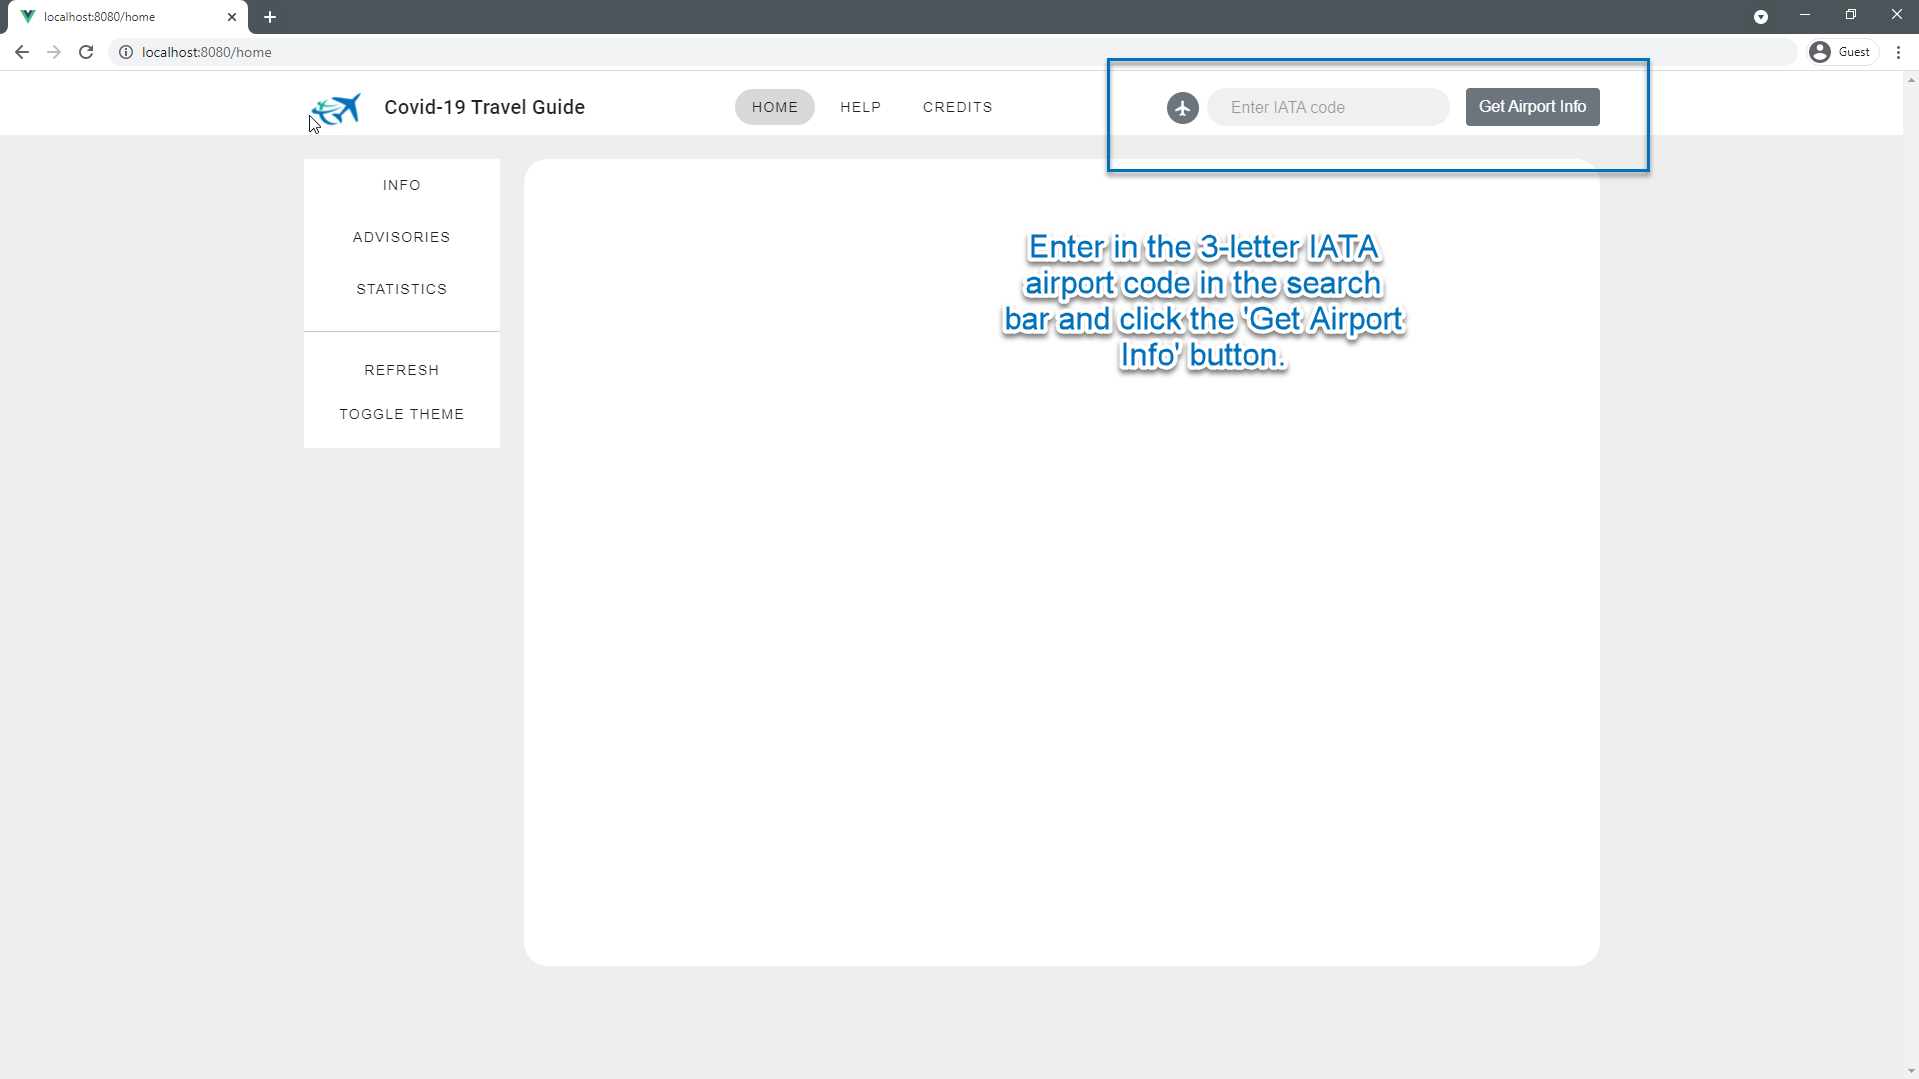 localhost:8080/home
localhost:8080/home
Guest
Covid-19 Travel Guide
HOME
HELP
CREDITS
Enter IATA code
Get Airport Info
INFO
ADVISORIES
STATISTICS
REFRESH
TOGGLE THEME
Enter in the 3-letter IATA
airport code in the search
bar and click the 'Get Airport
Info' button.